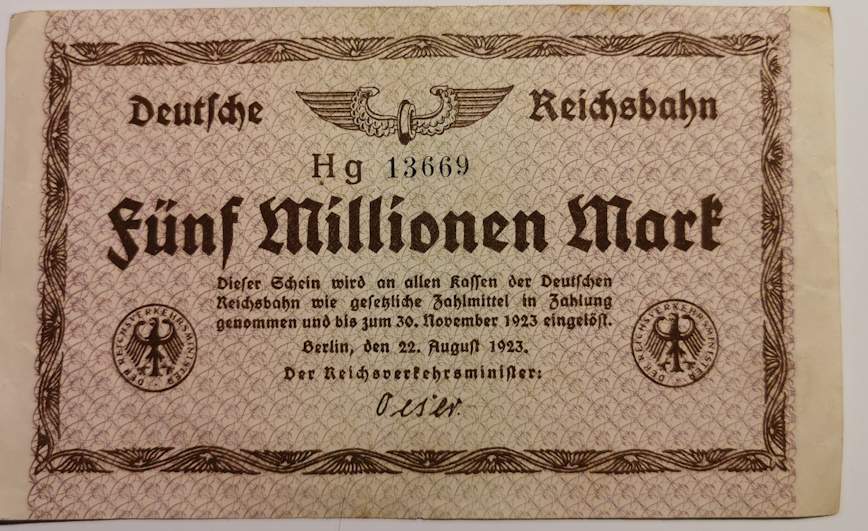 Deutsche Reichsbahn
Hg 13669
Fünf Millionen Mark
Dieser Schein wird an allen Kassen der Deutschen
Reichsbahn wie gesetzliche Zahlmittel in Zahlung
genommen und bis zum 30. November 1923 eingelöst.
Berlin, den 22. August 1923.
Der Reichsverkehrsminister:
Oeser.
DER REICHSVERKEHRSMINISTER
DER REICHSVERKEHRSMINISTER